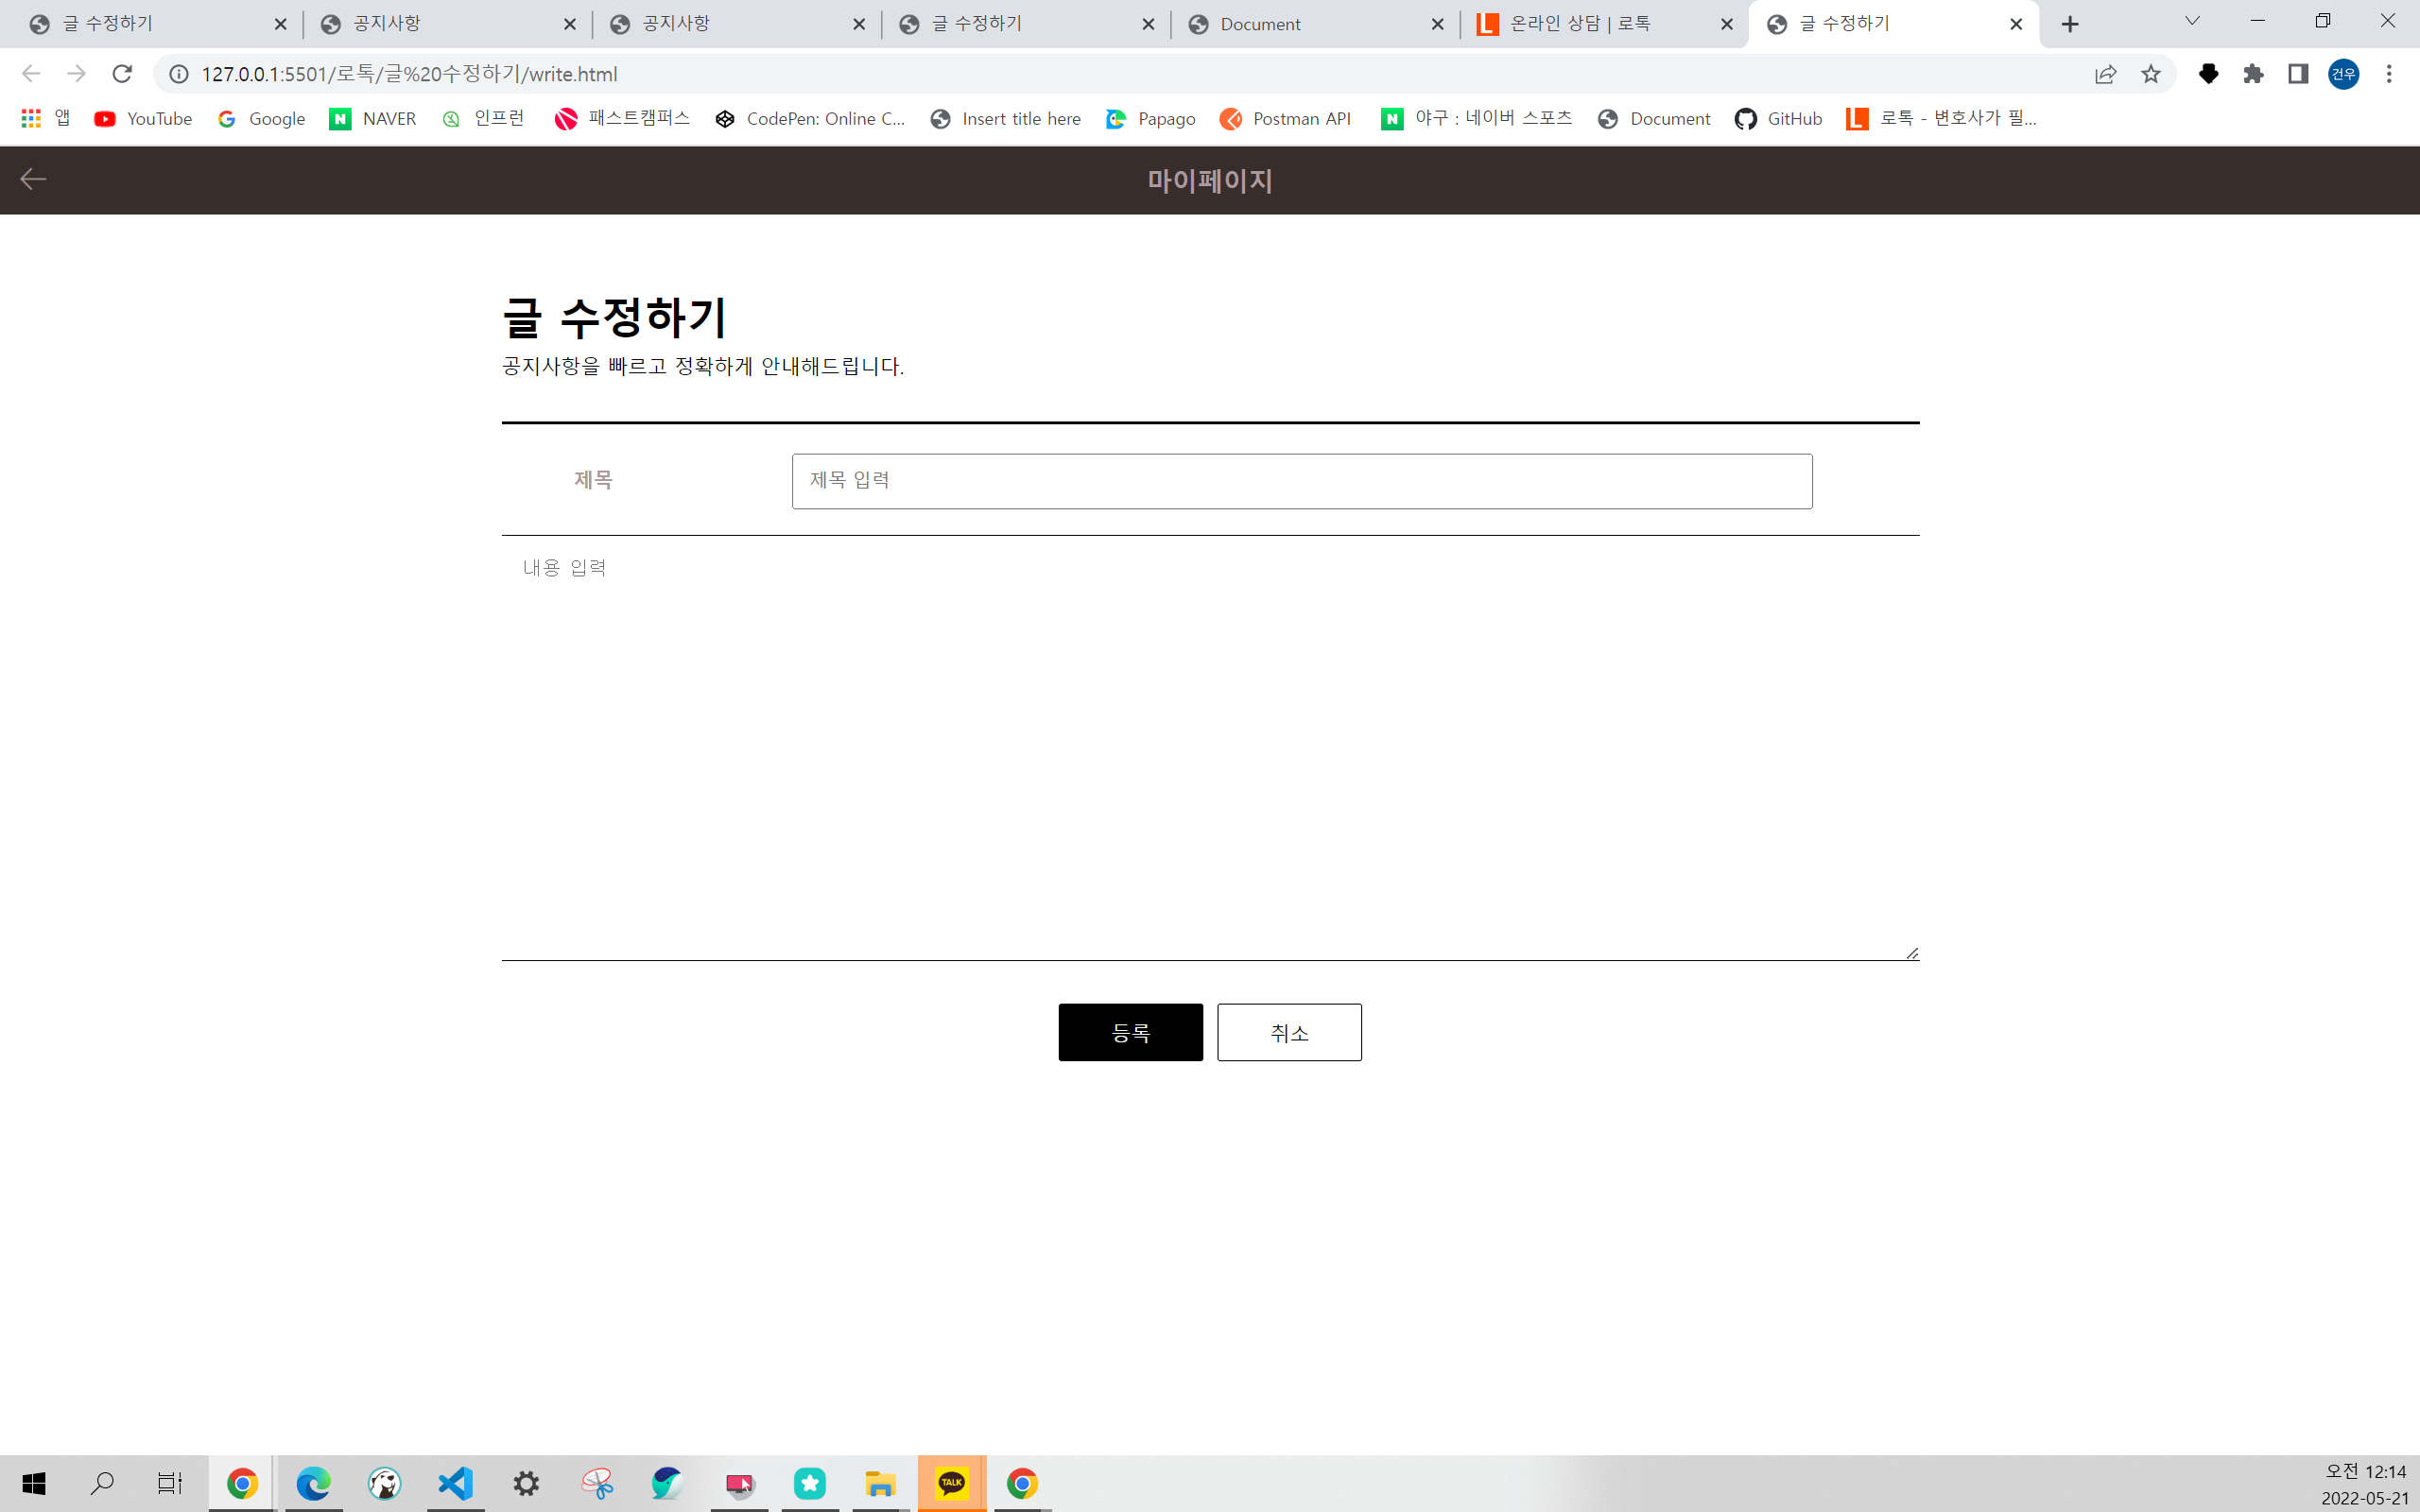 글 수정하기
공지사항
공지사항
글 수정하기
Document
온라인 상담 | 로톡
글 수정하기
127.0.0.1:5501/로톡/글%20수정하기/write.html
건우
앱
YouTube
Google
NAVER
인프런
패스트캠퍼스
CodePen: Online C...
Insert title here
Papago
Postman API
야구 : 네이버 스포츠
Document
GitHub
로톡 - 변호사가 필...
마이페이지
글 수정하기
공지사항을 빠르고 정확하게 안내해드립니다.
제목
제목 입력
내용 입력
등록
취소
TALK
오전 12:14
2022-05-21